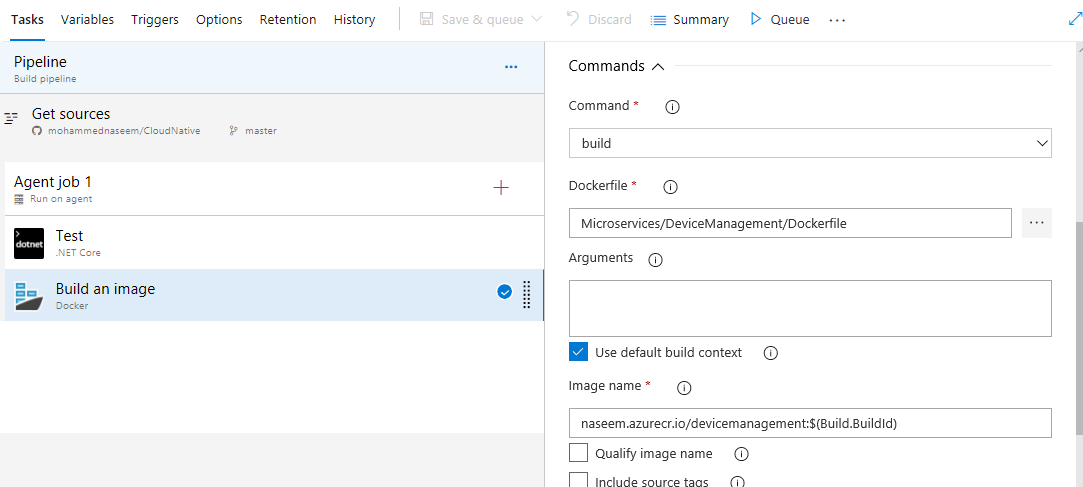 Tasks Variables Triggers Options Retention History Save & queue Discard Summary Queue ...
Pipeline
Build pipeline
...
Get sources
mohammednaseem/CloudNative master
Agent job 1
Run on agent
>
dotnet
Test
.NET Core
Build an image
Docker
Commands
Command *
build
Dockerfile *
Microservices/DeviceManagement/Dockerfile
...
Arguments
Use default build context
Image name *
naseem.azurecr.io/devicemanagement:$(Build.BuildId)
Qualify image name
Include source tags